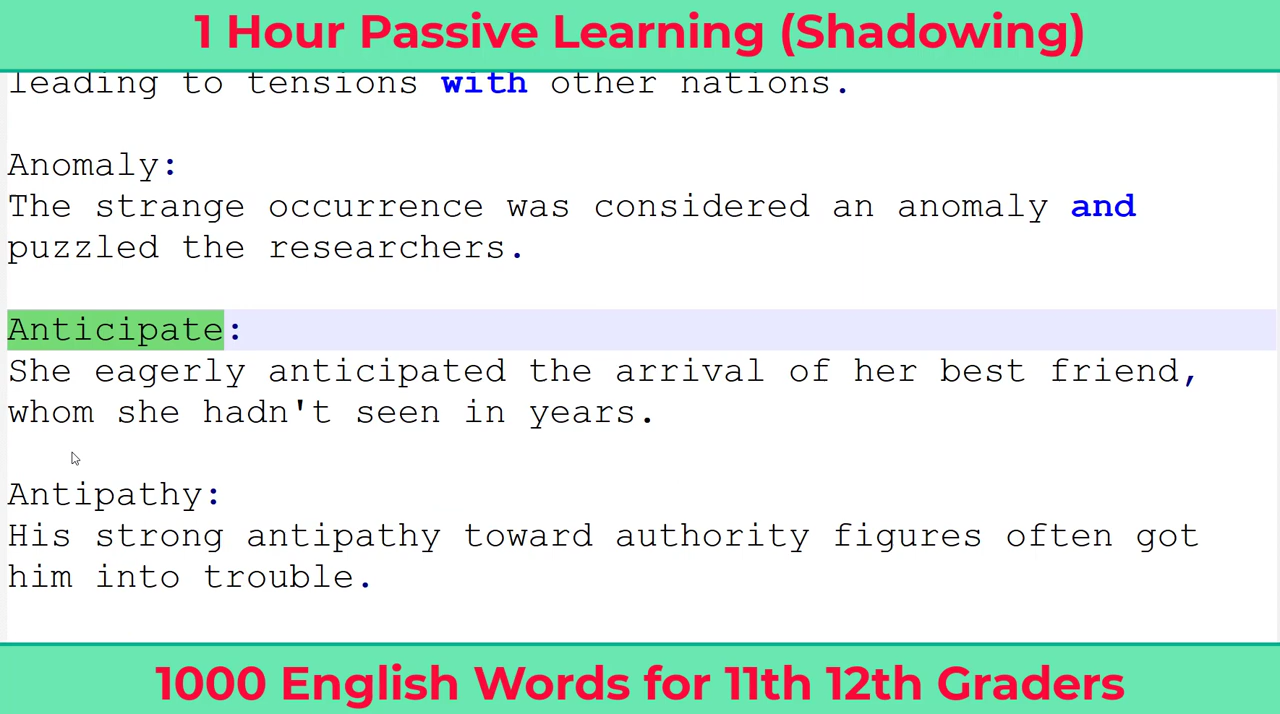 1 Hour Passive Learning (Shadowing)
leading to tensions with other nations.
Anomaly:
The strange occurrence was considered an anomaly and
puzzled the researchers.
Anticipate:
She eagerly anticipated the arrival of her best friend,
whom she hadn't seen in years.
Antipathy:
His strong antipathy toward authority figures often got
him into trouble.
1000 English Words for 11th 12th Graders